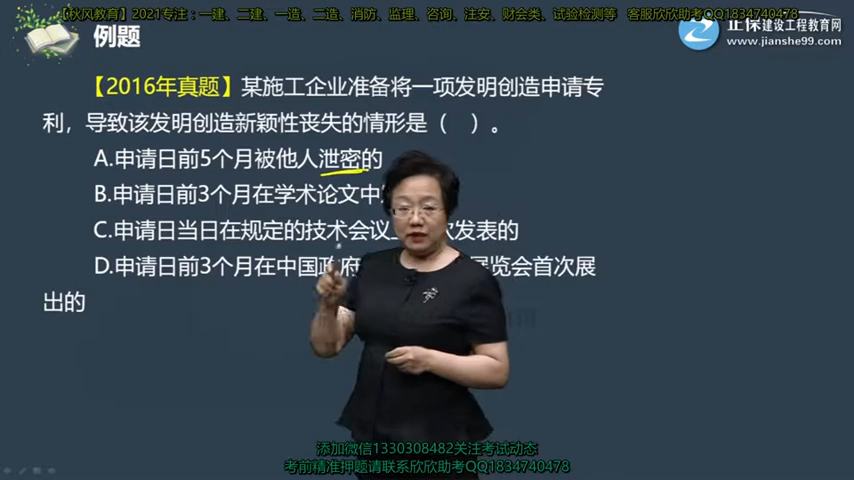 【秋风教育】2021专注:一建、二建、一造、二造、消防、监理、咨询、注安、财会类、试验检测等 客服欣欣助考QQ1834740478
例题
正保建设工程教育网
www.jianshe99.com
【2016年真题】某施工企业准备将一项发明创造申请专
利，导致该发明创造新颖性丧失的情形是（ ）。
A.申请日前5个月被他人泄密的
B.申请日前3个月在学术论文中
C.申请日当日在规定的技术会议 次发表的
D.申请日前3个月在中国政府 展览会首次展
出的
添加微信1330308482关注考试动态
考前精准押题请联系欣欣助考QQ1834740478